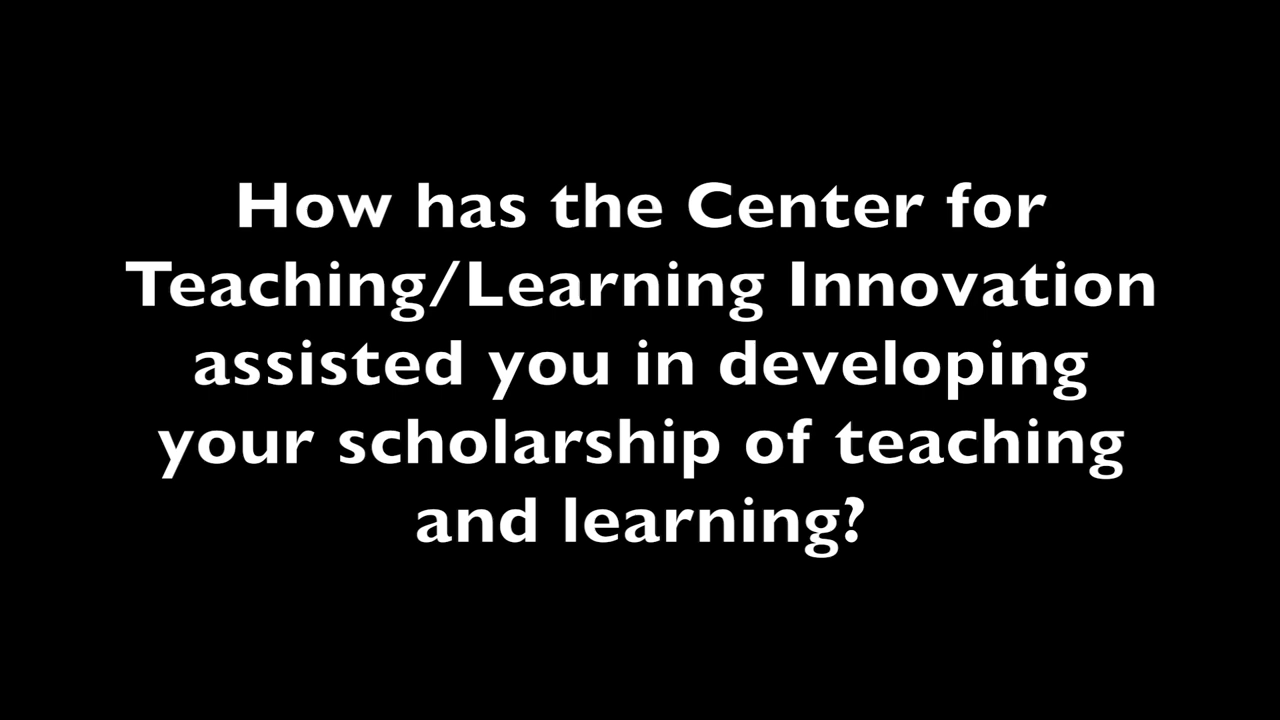 How has the Center for
Teaching/Learning Innovation
assisted you in developing
your scholarship of teaching
and learning?